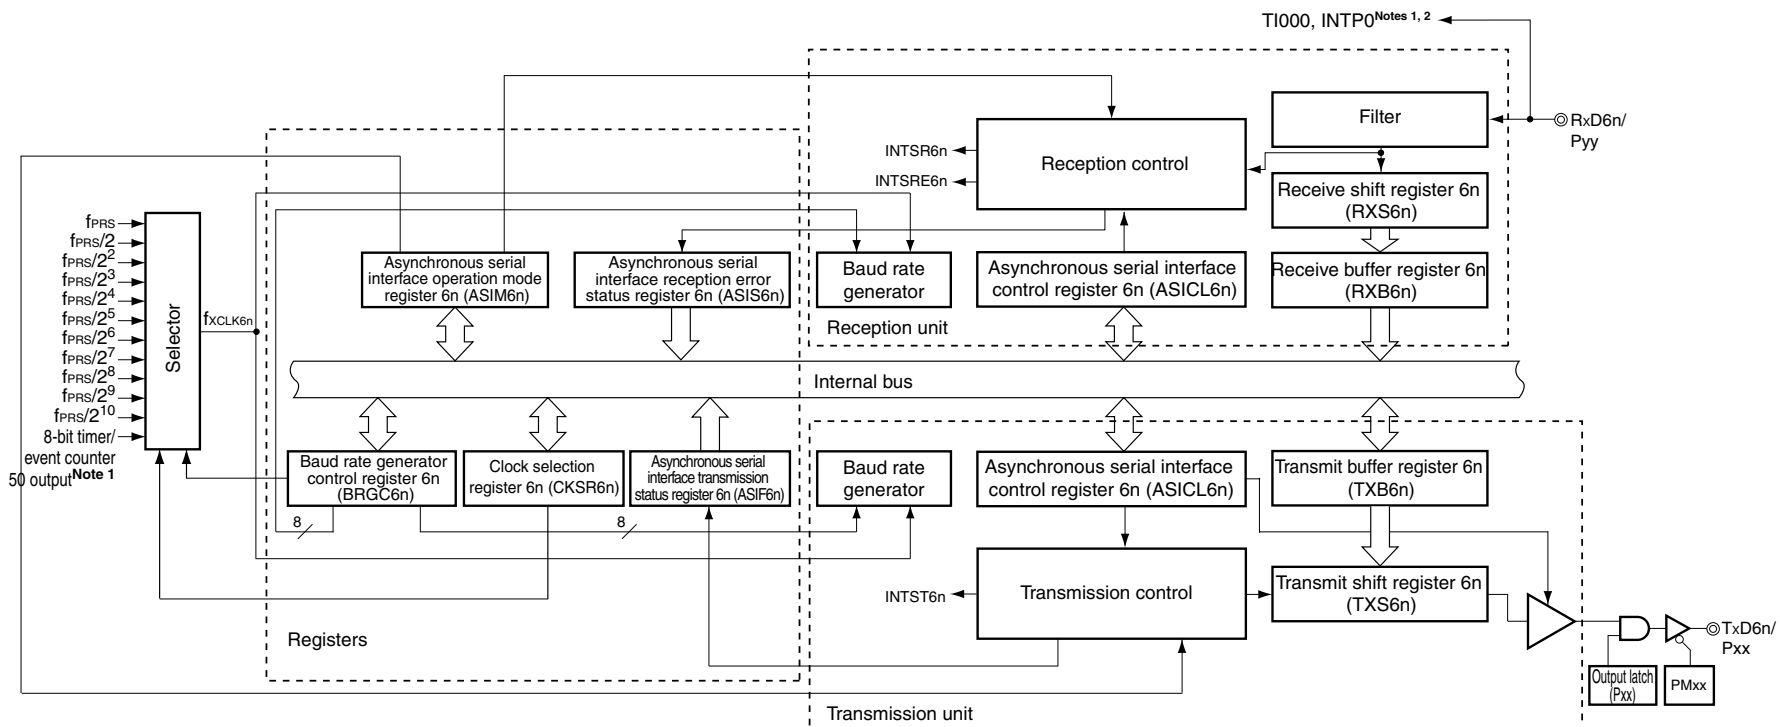 TI000, INTP0Notes 1, 2
Filter
RxD6n/
Pyy
INTSR6n
INTSRE6n
Reception control
Receive shift register 6n
(RXS6n)
fPRS
fPRS/2
fPRS/2²
fPRS/2³
fPRS/2⁴
fPRS/2⁵
fPRS/2⁶
fPRS/2⁷
fPRS/2⁸
fPRS/2⁹
fPRS/2¹⁰
8-bit timer/
event counter
50 outputNote 1
Selector
fXCLK6n
Asynchronous serial
interface operation mode
register 6n (ASIM6n)
Asynchronous serial
interface reception error
status register 6n (ASIS6n)
Baud rate
generator
Asynchronous serial interface
control register 6n (ASICL6n)
Receive buffer register 6n
(RXB6n)
Reception unit
Internal bus
Baud rate generator
control register 6n
(BRGC6n)
Clock selection
register 6n (CKSR6n)
Asynchronous serial
interface transmission
status register 6n (ASIF6n)
Baud rate
generator
Asynchronous serial interface
control register 6n (ASICL6n)
Transmit buffer register 6n
(TXB6n)
8
8
INTST6n
Transmission control
Transmit shift register 6n
(TXS6n)
Registers
TxD6n/
Pxx
Output latch
(Pxx)
PMxx
Transmission unit